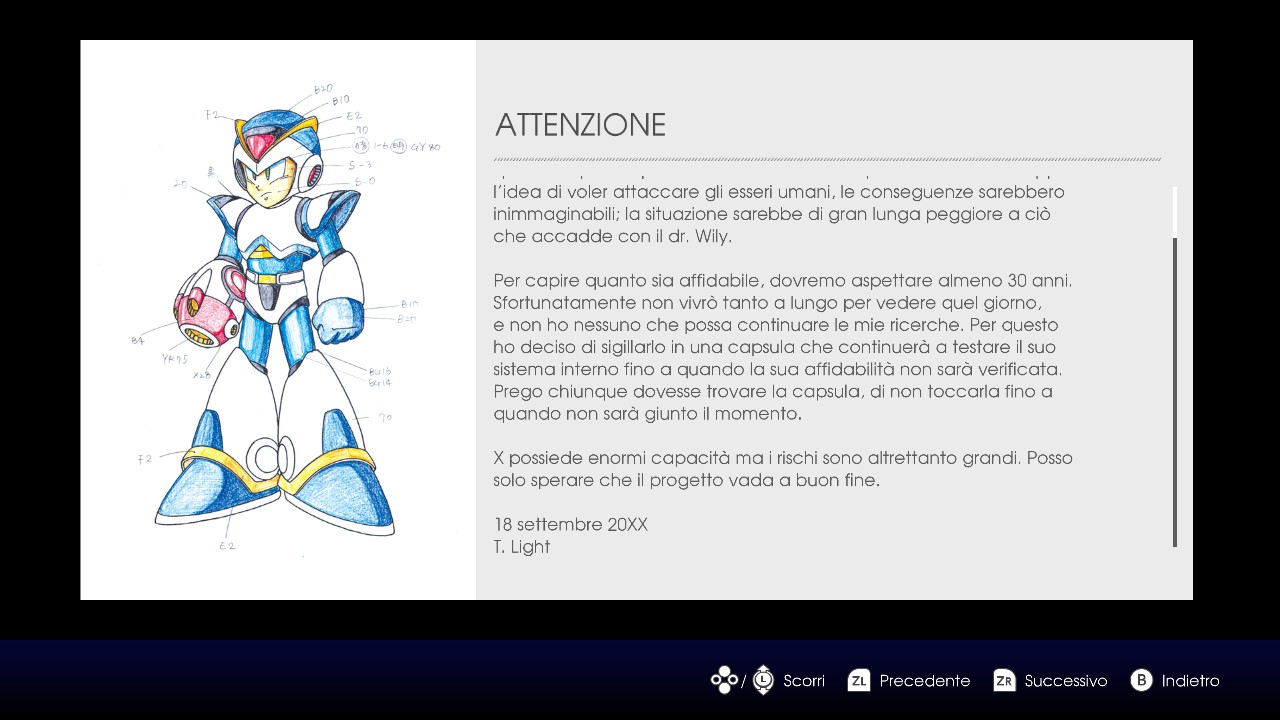 B20
B10
F2
E2
70
1-6
GY80
S-3
S-0
20
B10
B20
B4
YR75
BG14
70
F2
E2
ATTENZIONE
l'idea di voler attaccare gli esseri umani, le conseguenze sarebbero
inimmaginabili; la situazione sarebbe di gran lunga peggiore a ciò
che accadde con il dr. Wily.
Per capire quanto sia affidabile, dovremo aspettare almeno 30 anni.
Sfortunatamente non vivrò tanto a lungo per vedere quel giorno,
e non ho nessuno che possa continuare le mie ricerche. Per questo
ho deciso di sigillarlo in una capsula che continuerà a testare il suo
sistema interno fino a quando la sua affidabilità non sarà verificata.
Prego chiunque dovesse trovare la capsula, di non toccarla fino a
quando non sarà giunto il momento.
X possiede enormi capacità ma i rischi sono altrettanto grandi. Posso
solo sperare che il progetto vada a buon fine.
18 settembre 20XX
T. Light
/ L Scorri ZL Precedente ZR Successivo B Indietro